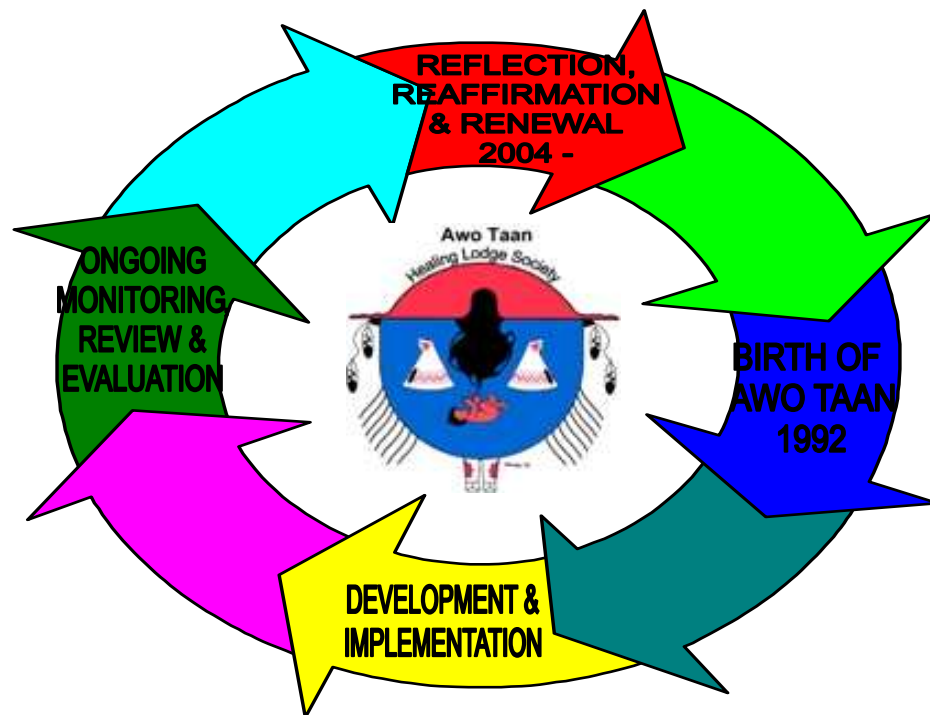 REFLECTION,
REAFFIRMATION
& RENEWAL
2004 -
BIRTH OF
AWO TAAN
1992
DEVELOPMENT &
IMPLEMENTATION
ONGOING
MONITORING,
REVIEW &
EVALUATION
Awo Taan
Healing Lodge Society